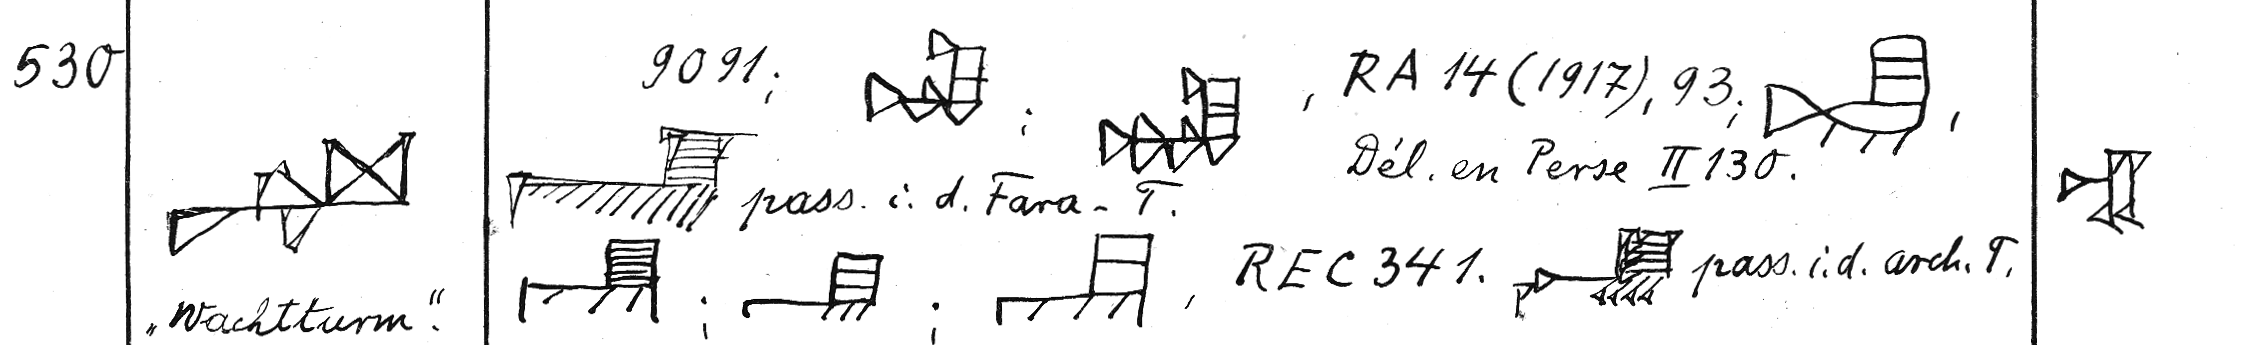 530
9091; ; , RA 14 (1917), 93; ,
Dél. en Perse II 130.
pass. i. d. Fara-T.
; ; , REC 341. pass. i. d. arch. T.
„Wachtturm".